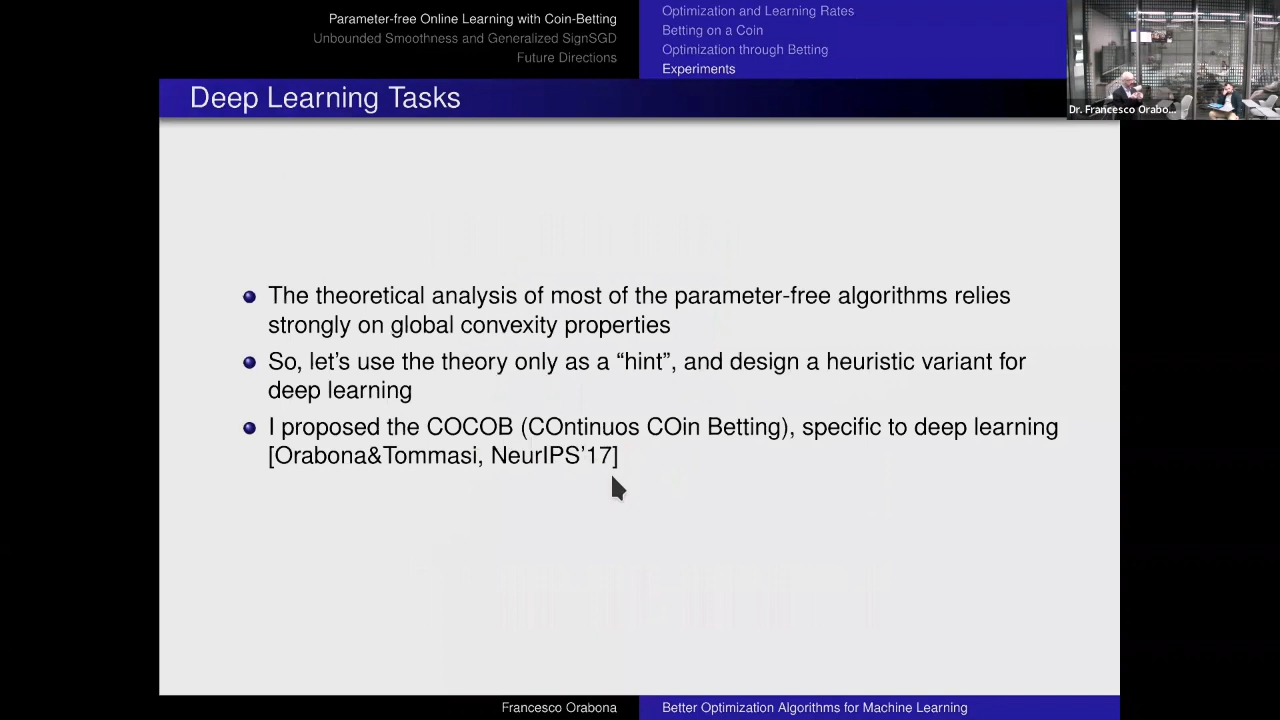 Parameter-free Online Learning with Coin-Betting
Unbounded Smoothness and Generalized SignSGD
Future Directions
Optimization and Learning Rates
Betting on a Coin
Optimization through Betting
Experiments
Dr. Francesco Orabo...
Deep Learning Tasks
The theoretical analysis of most of the parameter-free algorithms relies
strongly on global convexity properties
So, let's use the theory only as a “hint”, and design a heuristic variant for
deep learning
I proposed the COCOB (COntinuos COin Betting), specific to deep learning
[Orabona&Tommasi, NeurIPS'17]
Francesco Orabona
Better Optimization Algorithms for Machine Learning